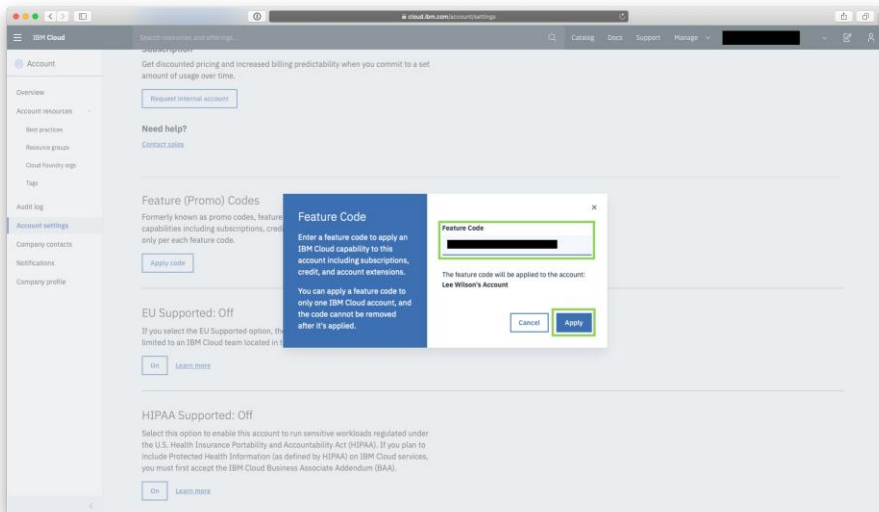 cloud.ibm.com/account/settings
IBM Cloud
Search resources and offerings...
Catalog
Docs
Support
Manage
Account
Overview
Account resources
Best practices
Resource groups
Cloud Foundry orgs
Tags
Audit log
Account settings
Company contacts
Notifications
Company profile
Subscription
Get discounted pricing and increased billing predictability when you commit to a set
amount of usage over time.
Request internal account
Need help?
Contact sales
Feature (Promo) Codes
Formerly known as promo codes, feature
capabilities including subscriptions, cred
only per each feature code.
Apply code
EU Supported: Off
If you select the EU Supported option, the
limited to an IBM Cloud team located in t
On
Learn more
HIPAA Supported: Off
Select this option to enable this account to run sensitive workloads regulated under
the U.S. Health Insurance Portability and Accountability Act (HIPAA). If you plan to
include Protected Health Information (as defined by HIPAA) on IBM Cloud services,
you must first accept the IBM Cloud Business Associate Addendum (BAA).
On
Learn more
Feature Code
Enter a feature code to apply an
IBM Cloud capability to this
account including subscriptions,
credit, and account extensions.
You can apply a feature code to
only one IBM Cloud account, and
the code cannot be removed
after it's applied.
Feature Code
The feature code will be applied to the account:
Lee Wilson's Account
Cancel
Apply